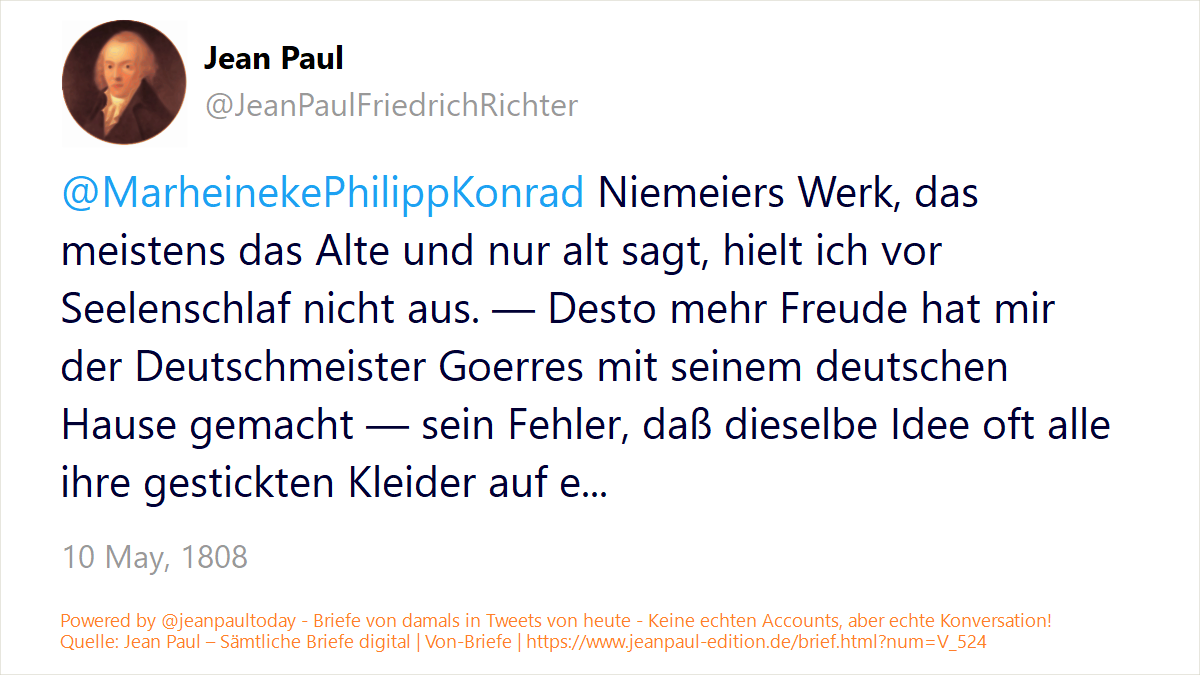 Jean Paul
@JeanPaulFriedrichRichter
@MarheinekePhilippKonrad Niemeiers Werk, das
meistens das Alte und nur alt sagt, hielt ich vor
Seelenschlaf nicht aus. — Desto mehr Freude hat mir
der Deutschmeister Goerres mit seinem deutschen
Hause gemacht — sein Fehler, daß dieselbe Idee oft alle
ihre gestickten Kleider auf e...
10 May, 1808
Powered by @jeanpaultoday - Briefe von damals in Tweets von heute - Keine echten Accounts, aber echte Konversation!
Quelle: Jean Paul – Sämtliche Briefe digital | Von-Briefe | https://www.jeanpaul-edition.de/brief.html?num=V_524